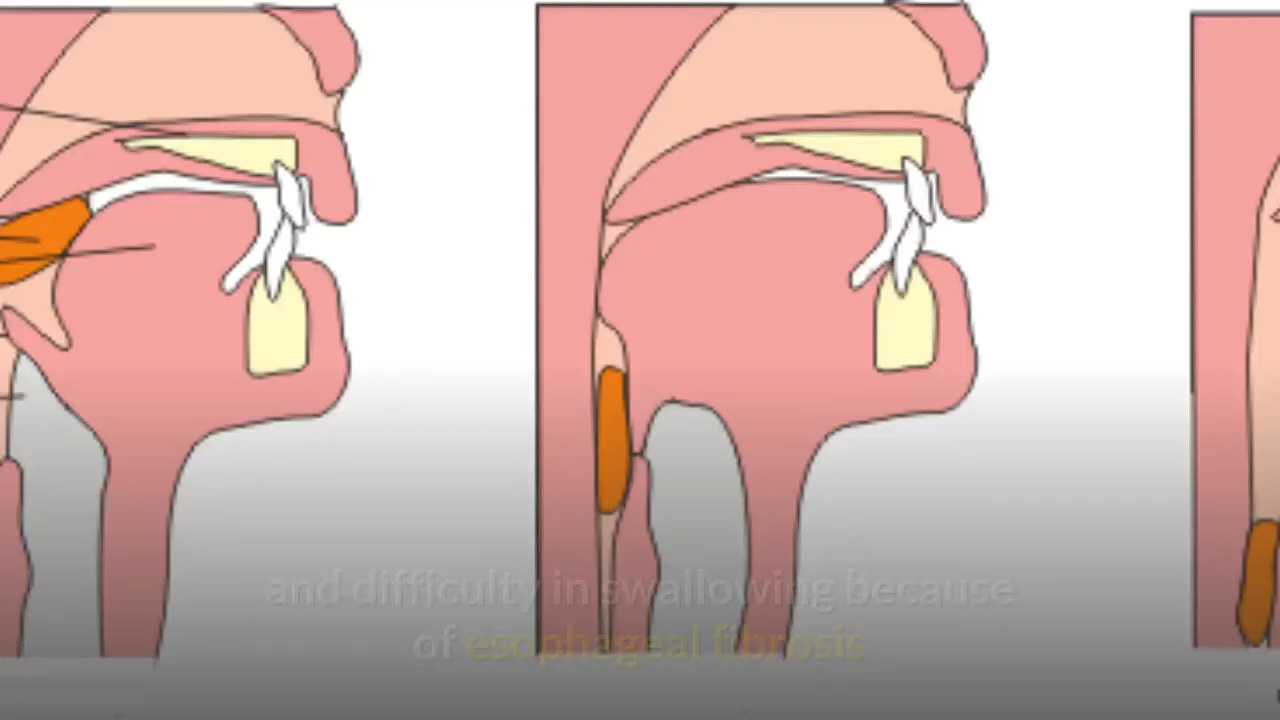 and difficulty in swallowing because
of esophageal fibrosis